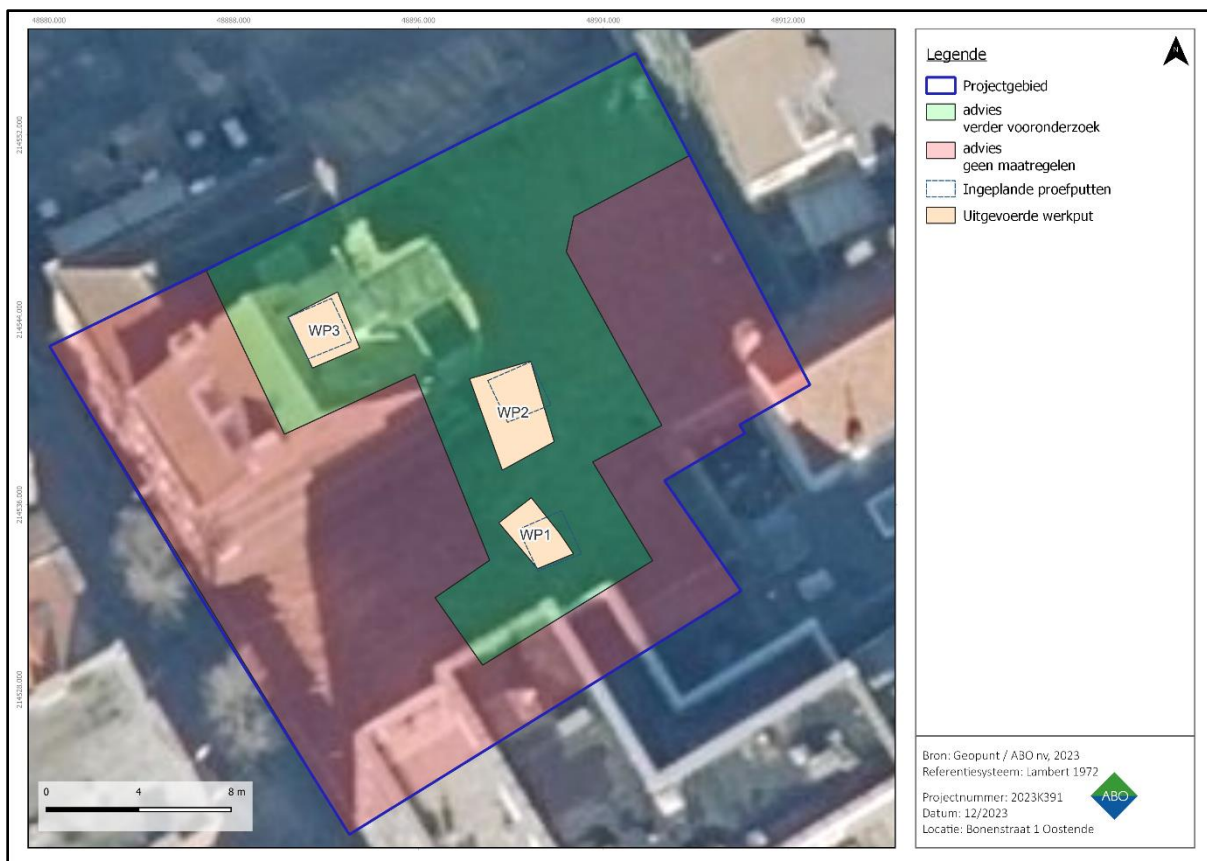 48880.000 48888.000 48896.000 48904.000 48912.000
214552.000
214544.000
214536.000
214528.000
WP3
WP2
WP1
0 4 8 m
Legende
N
Projectgebied
advies
verder vooronderzoek
advies
geen maatregelen
Ingeplande proefputten
Uitgevoerde werkput
Bron: Geopunt / ABO nv, 2023
Referentiesysteem: Lambert 1972
Projectnummer: 2023K391
Datum: 12/2023
Locatie: Bonenstraat 1 Oostende
ABO